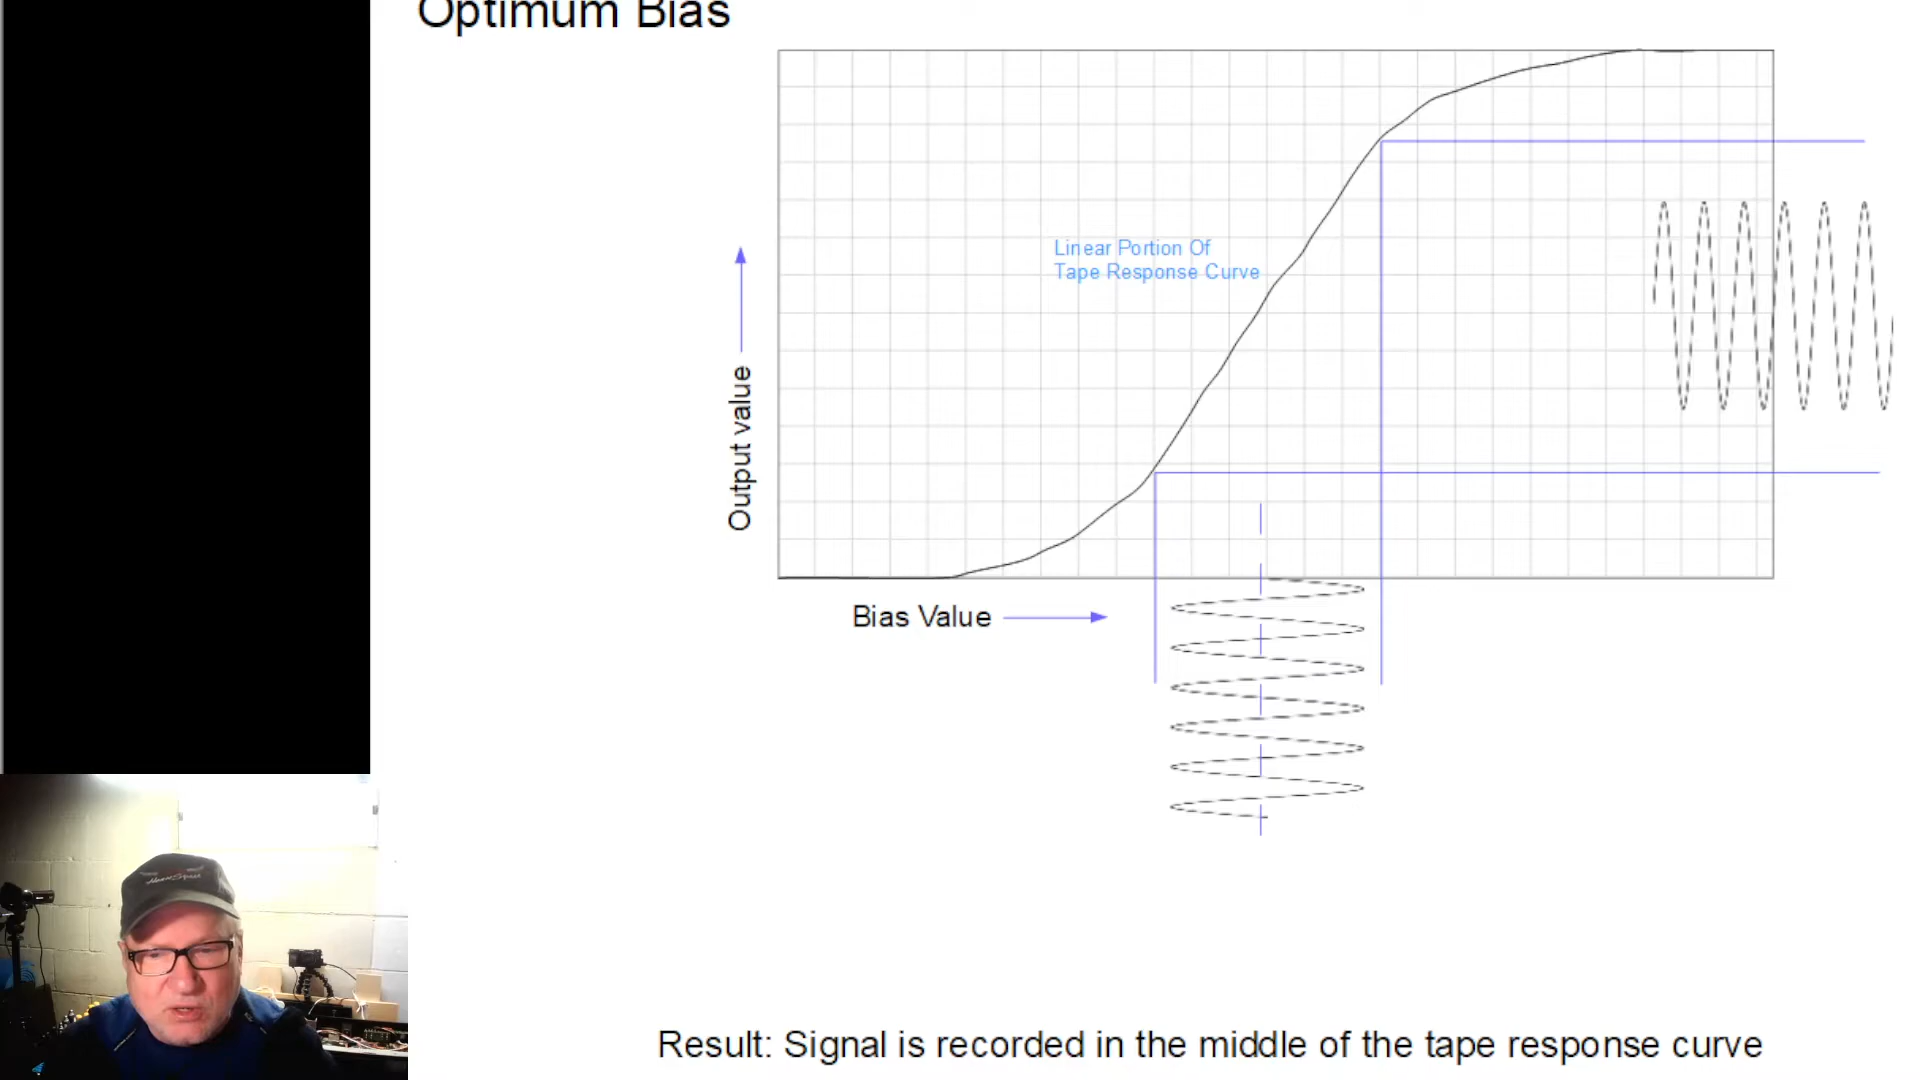 Optimum Bias
Linear Portion Of
Tape Response Curve
Output value
Bias Value
Result: Signal is recorded in the middle of the tape response curve